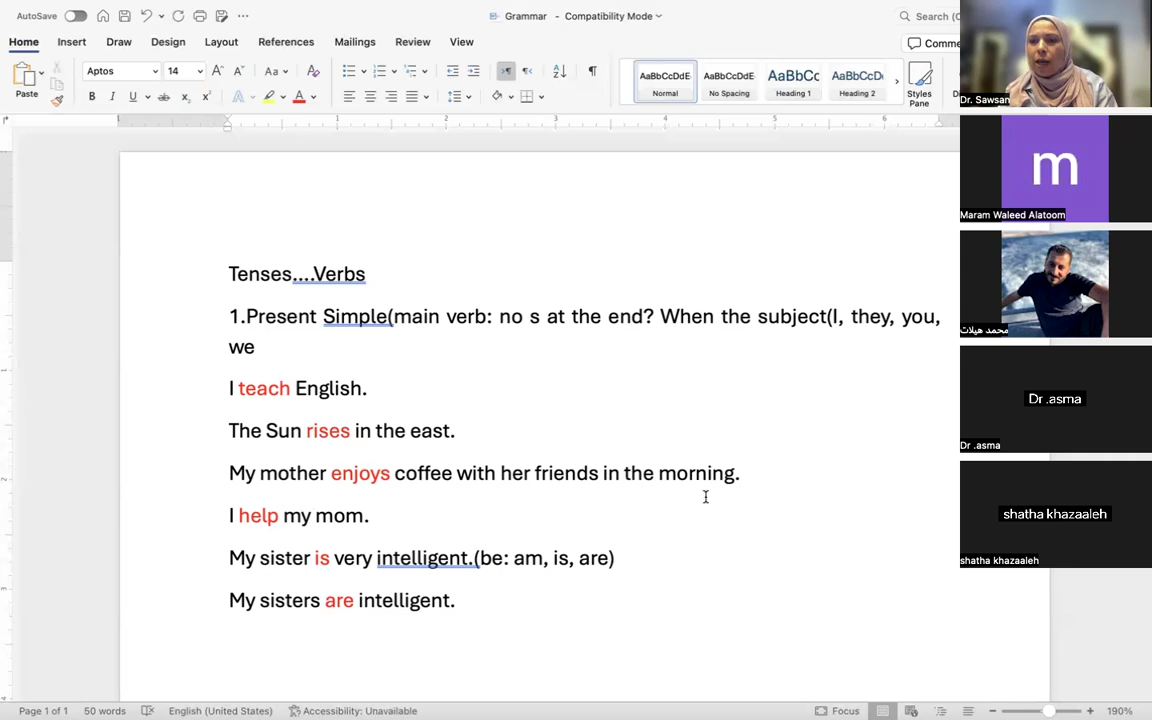 AutoSave
Grammar - Compatibility Mode
Search (C
Home Insert Draw Design Layout References Mailings Review View
Comme
Paste
Aptos 14
AaBbCcDdE AaBbCcDdE AaBbCc AaBbCcDc
Normal No Spacing Heading 1 Heading 2
Styles Pane
Dr. Sawsan
m
Maram Waleed Alatoom
محمد هيلات
Dr .asma
Dr .asma
shatha khazaaleh
shatha khazaaleh
Tenses....Verbs
1.Present Simple(main verb: no s at the end? When the subject(I, they, you,
we
I teach English.
The Sun rises in the east.
My mother enjoys coffee with her friends in the morning.
I help my mom.
My sister is very intelligent.(be: am, is, are)
My sisters are intelligent.
Page 1 of 1 50 words English (United States) Accessibility: Unavailable Focus 190%